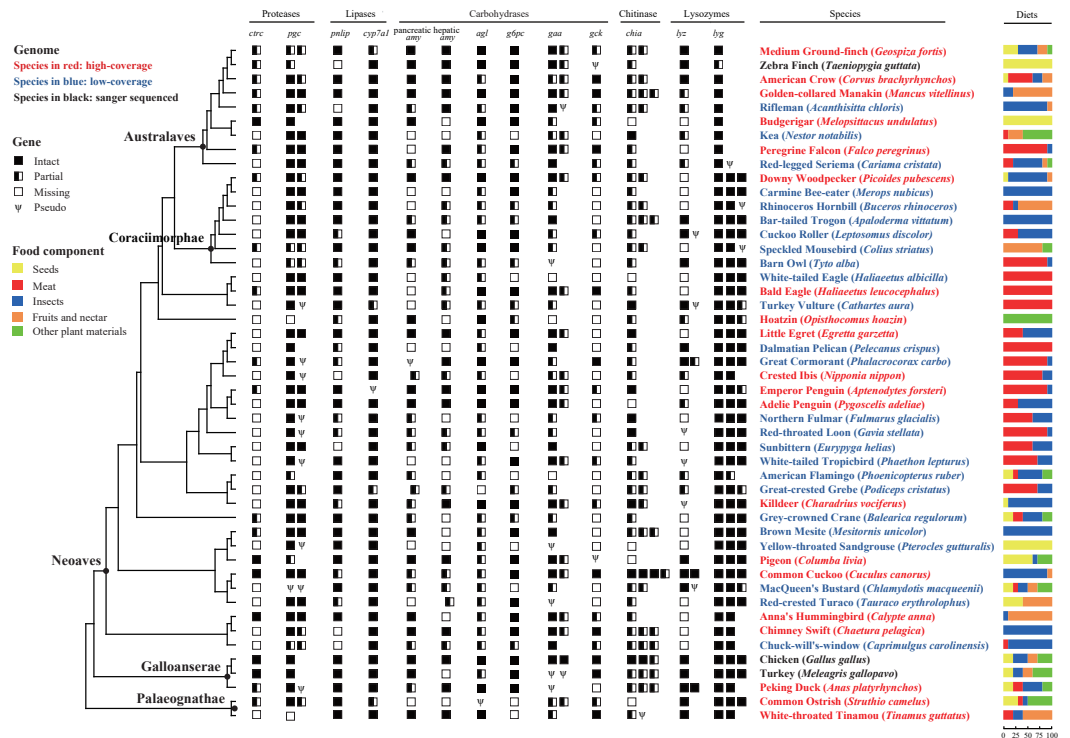 Proteases Lipases Carbohydrases Chitinase Lysozymes Species Diets
ctrc pgc pnlip cyp7a1 pancreatic amy hepatic amy agl g6pc gaa gck chia lyz lyg
Genome
Species in red: high-coverage
Species in blue: low-coverage
Species in black: sanger sequenced
Gene
Intact
Partial
Missing
ψ Pseudo
Food component
Seeds
Meat
Insects
Fruits and nectar
Other plant materials
Australaves
Coraciimorphae
Neoaves
Galloanserae
Palaeognathae
Medium Ground-finch (Geospiza fortis)
ψ Zebra Finch (Taeniopygia guttata)
American Crow (Corvus brachyrhynchos)
Golden-collared Manakin (Mancus vitellinus)
ψ Rifleman (Acanthisitta chloris)
Budgerigar (Melopsittacus undulatus)
Kea (Nestor notabilis)
Peregrine Falcon (Falco peregrinus)
ψ Red-legged Seriema (Cariama cristata)
Downy Woodpecker (Picoides pubescens)
Carmine Bee-eater (Merops nubicus)
ψ Rhinoceros Hornbill (Buceros rhinoceros)
Bar-tailed Trogon (Apaloderma vittatum)
ψ Cuckoo Roller (Leptosomus discolor)
ψ Speckled Mousebird (Colius striatus)
ψ Barn Owl (Tyto alba)
White-tailed Eagle (Haliaeetus albicilla)
Bald Eagle (Haliaeetus leucocephalus)
ψ ψ Turkey Vulture (Cathartes aura)
Hoatzin (Opisthocomus hoazin)
Little Egret (Egretta garzetta)
Dalmatian Pelican (Pelecanus crispus)
ψ ψ Great Cormorant (Phalacrocorax carbo)
ψ Crested Ibis (Nipponia nippon)
ψ Emperor Penguin (Aptenodytes forsteri)
Adelie Penguin (Pygoscelis adeliae)
ψ Northern Fulmar (Fulmarus glacialis)
ψ ψ Red-throated Loon (Gavia stellata)
Sunbittern (Eurypyga helias)
ψ ψ White-tailed Tropicbird (Phaethon lepturus)
American Flamingo (Phoenicopterus ruber)
Great-crested Grebe (Podiceps cristatus)
ψ Killdeer (Charadrius vociferus)
Grey-crowned Crane (Balearica regulorum)
Brown Mesite (Mesitornis unicolor)
ψ ψ Yellow-throated Sandgrouse (Pterocles gutturalis)
ψ Pigeon (Columba livia)
Common Cuckoo (Cuculus canorus)
ψ ψ ψ MacQueen's Bustard (Chlamydotis macqueenii)
ψ Red-crested Turaco (Tauraco erythrolophus)
Anna's Hummingbird (Calypte anna)
Chimney Swift (Chaetura pelagica)
Chuck-will's-window (Caprimulgus carolinensis)
Chicken (Gallus gallus)
ψ ψ Turkey (Meleagris gallopavo)
ψ Peking Duck (Anas platyrhynchos)
ψ Common Ostrish (Struthio camelus)
ψ White-throated Tinamou (Tinamus guttatus)
0 25 50 75 100